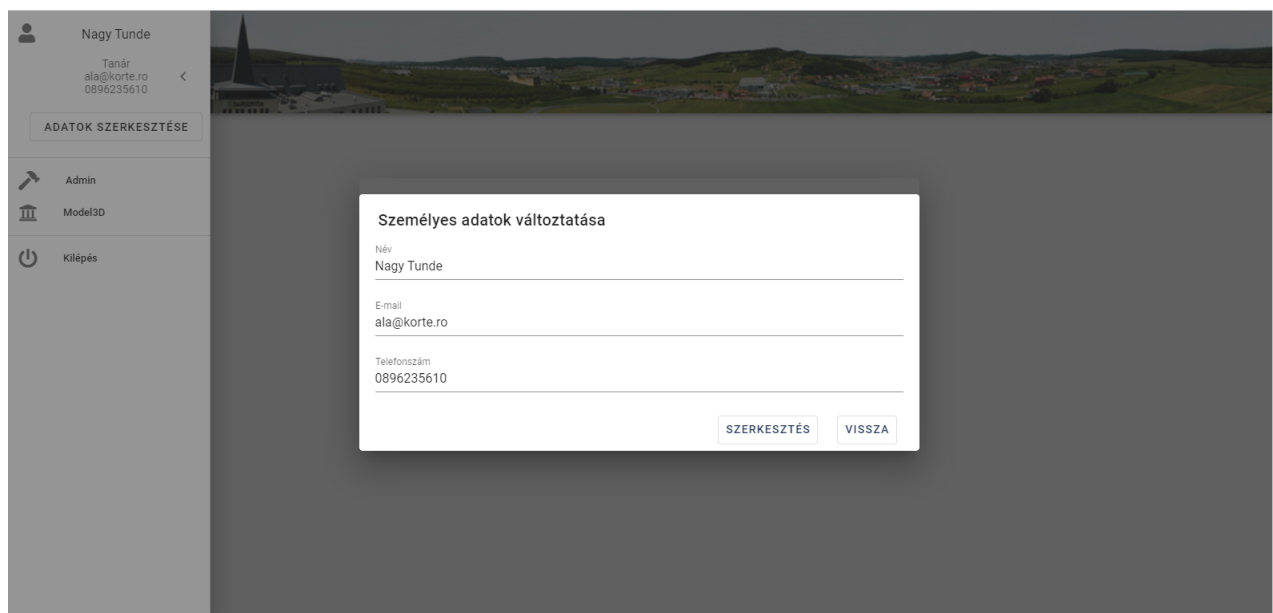 Nagy Tunde
Tanár
ala@korte.ro
0896235610
ADATOK SZERKESZTÉSE
Admin
Model3D
Kilépés
Személyes adatok változtatása
Név
Nagy Tunde
E-mail
ala@korte.ro
Telefonszám
0896235610
SZERKESZTÉS
VISSZA